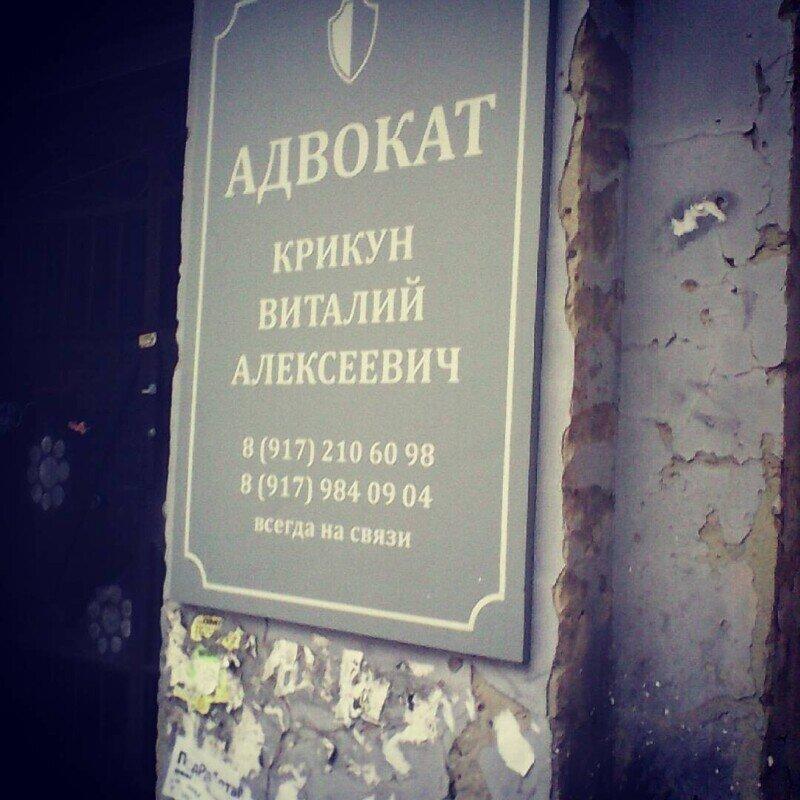 АДВОКАТ
КРИКУН
ВИТАЛИЙ
АЛЕКСЕЕВИЧ
8 (917) 210 60 98
8 (917) 984 09 04
всегда на связи